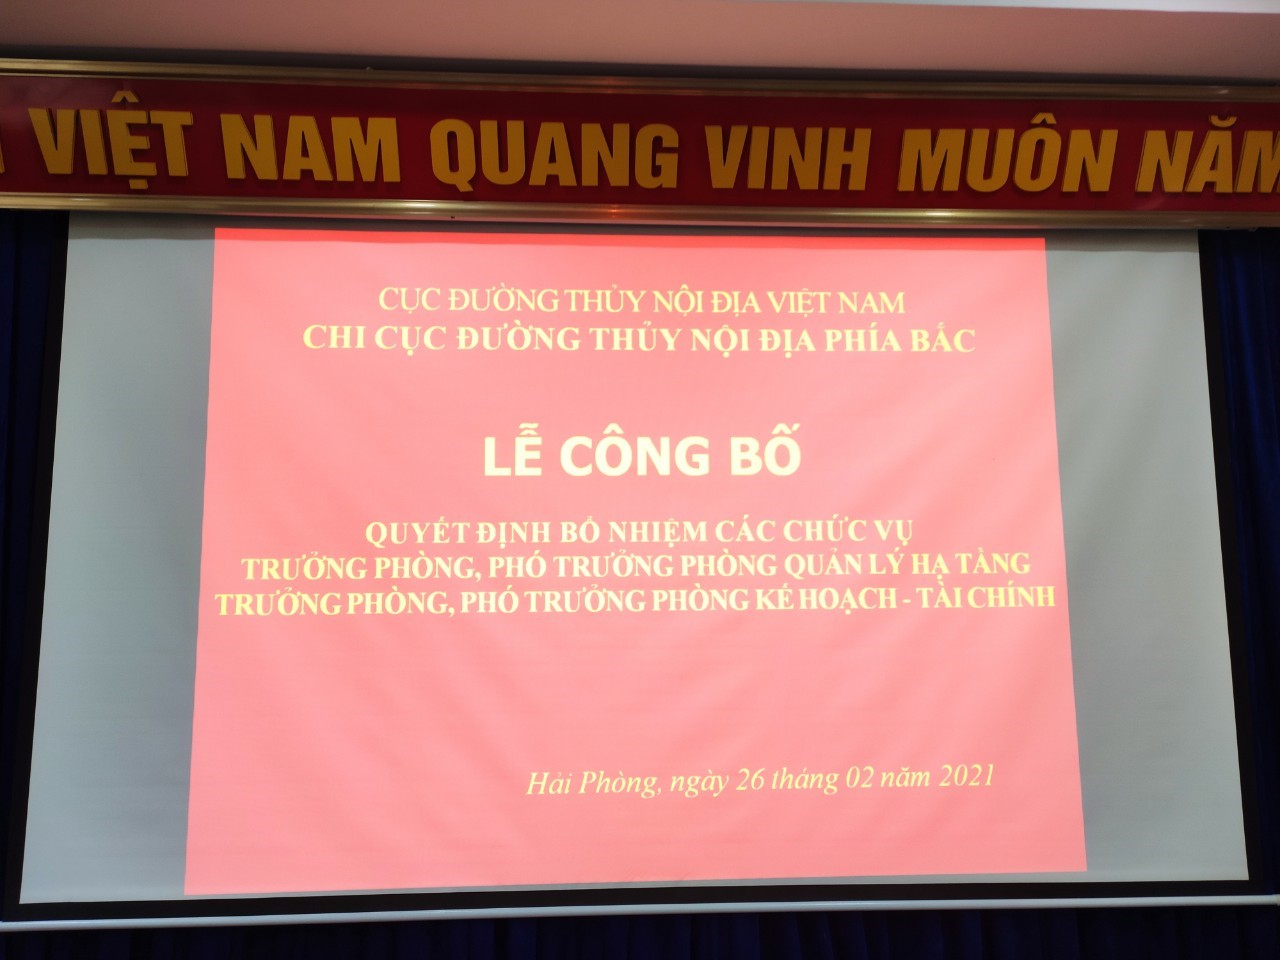 VIỆT NAM QUANG VINH MUÔN NĂM
CỤC ĐƯỜNG THỦY NỘI ĐỊA VIỆT NAM
CHI CỤC ĐƯỜNG THỦY NỘI ĐỊA PHÍA BẮC
LỄ CÔNG BỐ
QUYẾT ĐỊNH BỔ NHIỆM CÁC CHỨC VỤ
TRƯỞNG PHÒNG, PHÓ TRƯỞNG PHÒNG QUẢN LÝ HẠ TẦNG
TRƯỞNG PHÒNG, PHÓ TRƯỞNG PHÒNG KẾ HOẠCH - TÀI CHÍNH
Hải Phòng, ngày 26 tháng 02 năm 2021